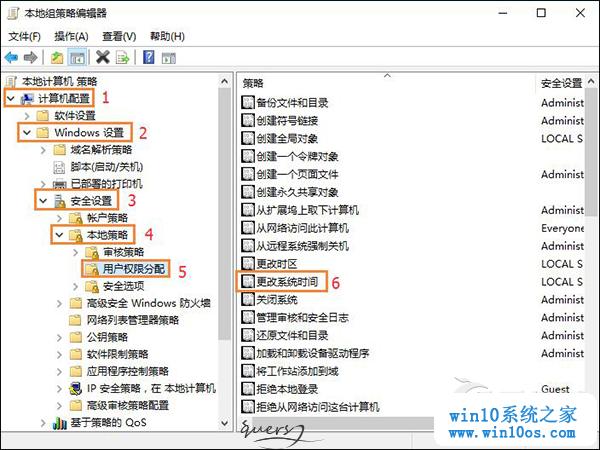 本地组策略编辑器
文件(F) 操作(A) 查看(V) 帮助(H)
本地计算机 策略
计算机配置 1
软件设置
Windows 设置 2
域名解析策略
脚本(启动/关机)
已部署的打印机
安全设置 3
帐户策略
本地策略 4
审核策略
用户权限分配 5
安全选项
高级安全 Windows 防火墙
网络列表管理器策略
公钥策略
软件限制策略
应用程序控制策略
IP 安全策略，在 本地计算机
高级审核策略配置
基于策略的 QoS
策略 安全设置
备份文件和目录 Administ
创建符号链接 Administ
创建全局对象 LOCAL S
创建一个令牌对象
创建一个页面文件 Administ
创建永久共享对象
从扩展坞上取下计算机 Administ
从网络访问此计算机 Everyone
从远程系统强制关机 Administ
更改时区 LOCAL S
更改系统时间 6 LOCAL S
关闭系统 Administ
管理审核和安全日志 Administ
还原文件和目录 Administ
加载和卸载设备驱动程序 Administ
将工作站添加到域
拒绝本地登录 Guest
拒绝从网络访问这台计算机
win10系统之家
www.win10os.com